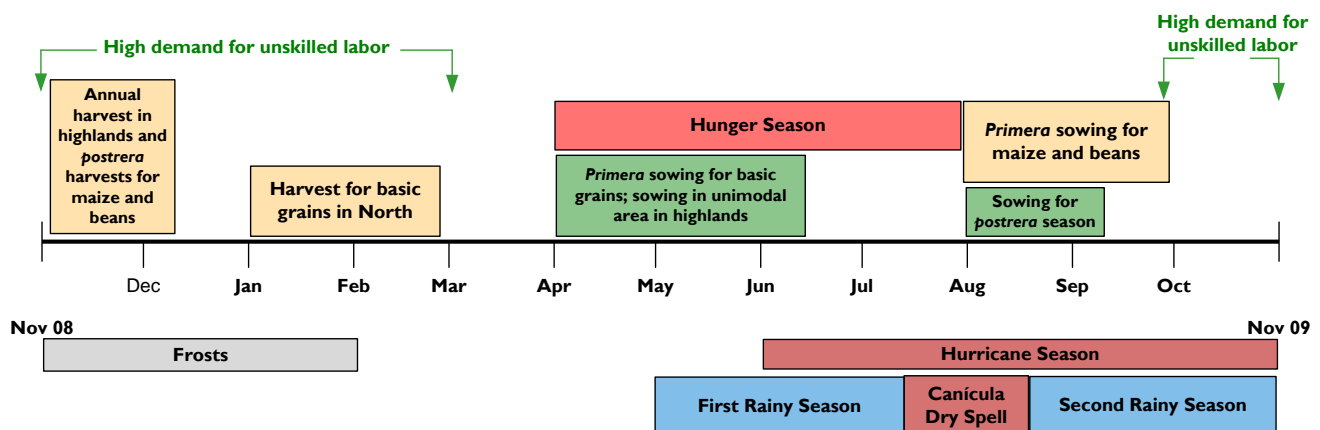 High demand for unskilled labor
High demand for
unskilled labor
Annual
harvest in
highlands and
postrera
harvests for
maize and
beans
Harvest for basic
grains in North
Hunger Season
Primera sowing for basic
grains; sowing in unimodal
area in highlands
Primera sowing for
maize and beans
Sowing for
postrera season
Dec Jan Feb Mar Apr May Jun Jul Aug Sep Oct
Nov 08 Nov 09
Frosts
Hurricane Season
First Rainy Season
Canícula
Dry Spell
Second Rainy Season